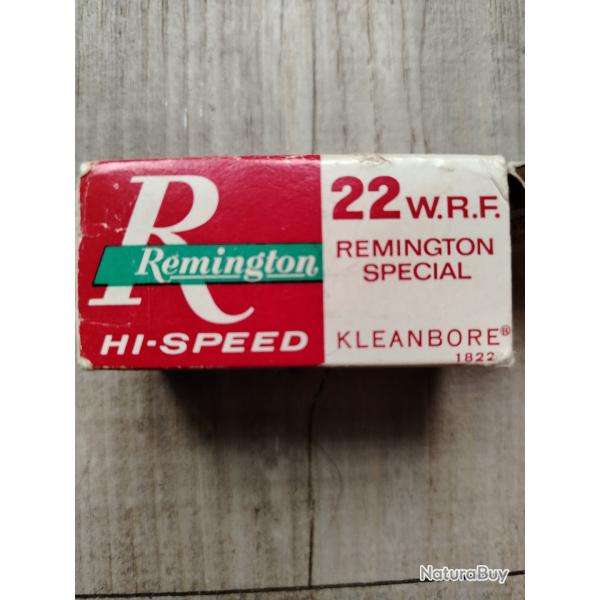 R
Remington
HI-SPEED
22 W.R.F.
REMINGTON
SPECIAL
KLEANBORE®
1822
NaturaBuy